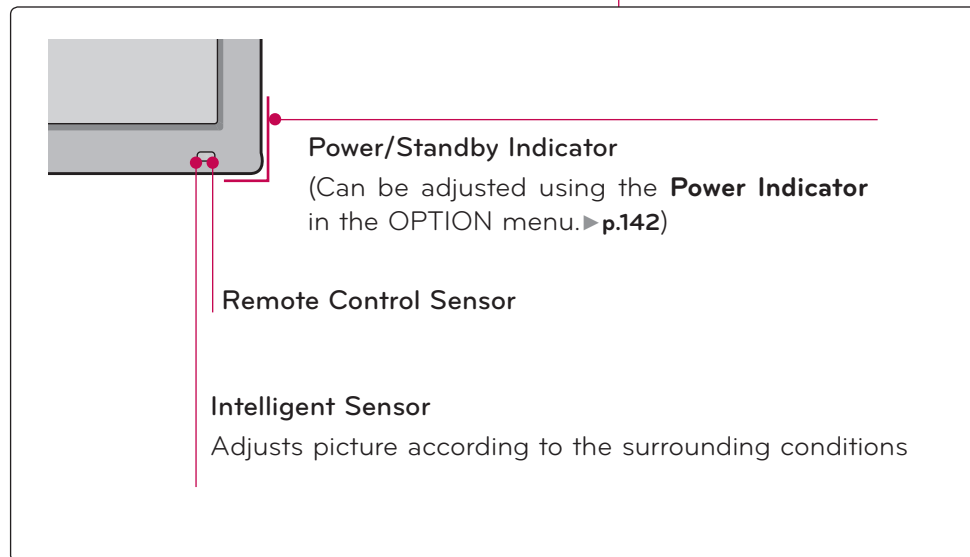 Power/Standby Indicator
(Can be adjusted using the Power Indicator
in the OPTION menu.►p.142)
Remote Control Sensor
Intelligent Sensor
Adjusts picture according to the surrounding conditions